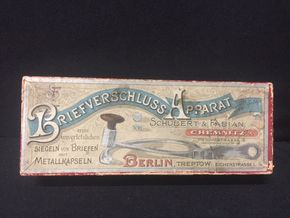 BRIEFVERSCHLUSS APPARAT
zum
SCHUBERT & FABIAN
CHEMNITZ
SIEGELN VON BRIEFEN
MIT
METALLKAPSELN.
BERLIN, TREPTOW